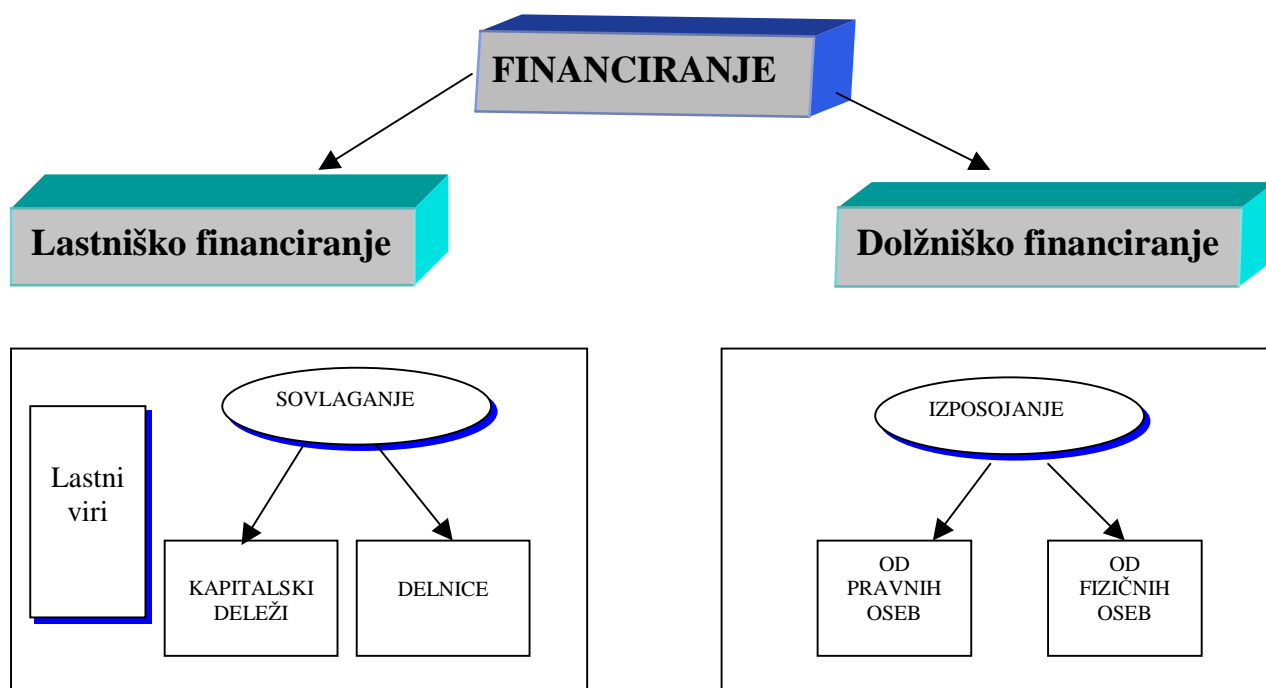 FINANCIRANJE
Lastniško financiranje
Dolžniško financiranje
SOVLAGANJE
Lastni
viri
KAPITALSKI
DELEŽI
DELNICE
IZPOSOJANJE
OD
PRAVNIH
OSEB
OD
FIZIČNIH
OSEB